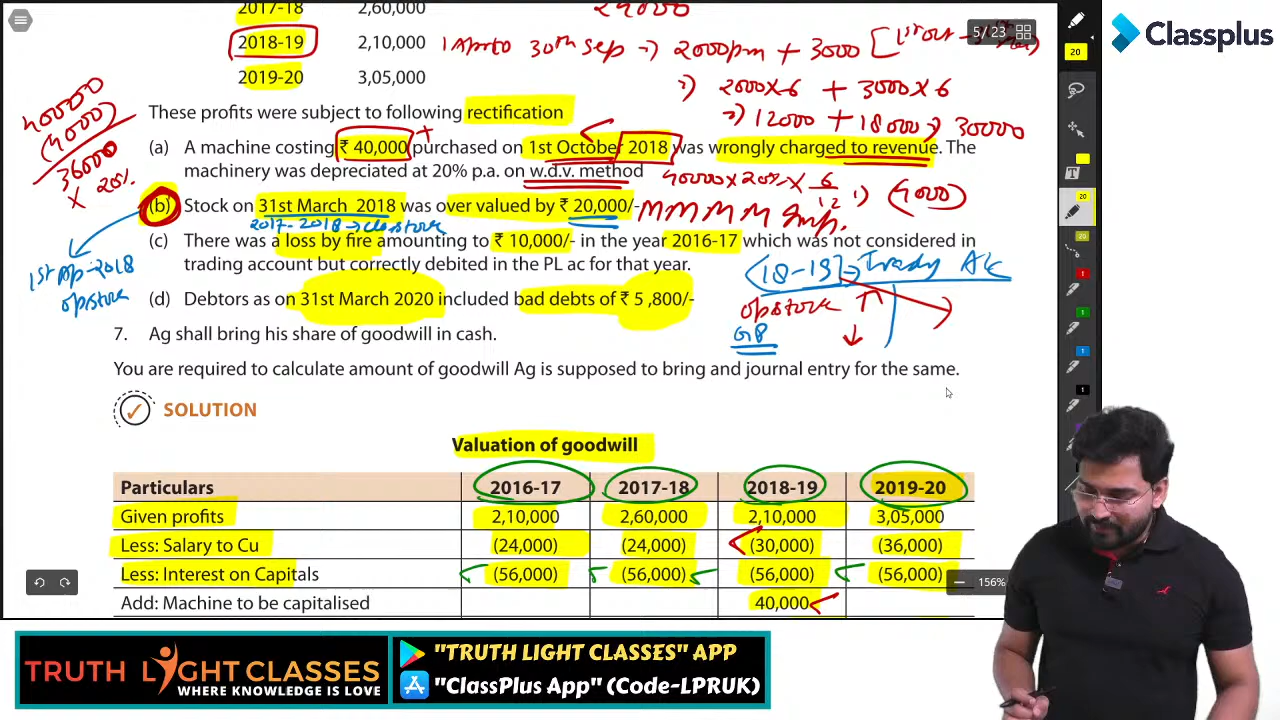 2017-18 2,60,000
24000
2018-19 2,10,000
1 Apr to 30th Sep => 2000pm + 3000
5/23
Classplus
20
2019-20 3,05,000
=) 2000x6 + 3000x6
=) 12000 + 18000 =) 30000
These profits were subject to following rectification
400000
(4000)
36000
x 20%
(a) A machine costing ₹ 40,000 purchased on 1st October 2018 was wrongly charged to revenue. The
machinery was depreciated at 20% p.a. on w.d.v. method
40000x20% x 6/12 =) (4000)
(b) Stock on 31st March 2018 was over valued by ₹ 20,000/-
MMMM Imp.
2017-2018 -> clo stock
(c) There was a loss by fire amounting to ₹ 10,000/- in the year 2016-17 which was not considered in
trading account but correctly debited in the PL ac for that year.
1st Ap-2018
op stock
(18-19) Trady A/c
(d) Debtors as on 31st March 2020 included bad debts of ₹ 5 ,800/-
op stock ↑
GP ↓
7. Ag shall bring his share of goodwill in cash.
You are required to calculate amount of goodwill Ag is supposed to bring and journal entry for the same.
SOLUTION
Valuation of goodwill
Particulars 2016-17 2017-18 2018-19 2019-20
Given profits 2,10,000 2,60,000 2,10,000 3,05,000
Less: Salary to Cu (24,000) (24,000) (30,000) (36,000)
Less: Interest on Capitals (56,000) (56,000) (56,000) (56,000)
156%
Add: Machine to be capitalised 40,000
TRUTH LIGHT CLASSES
WHERE KNOWLEDGE IS LOVE
"TRUTH LIGHT CLASSES" APP
"ClassPlus App" (Code-LPRUK)